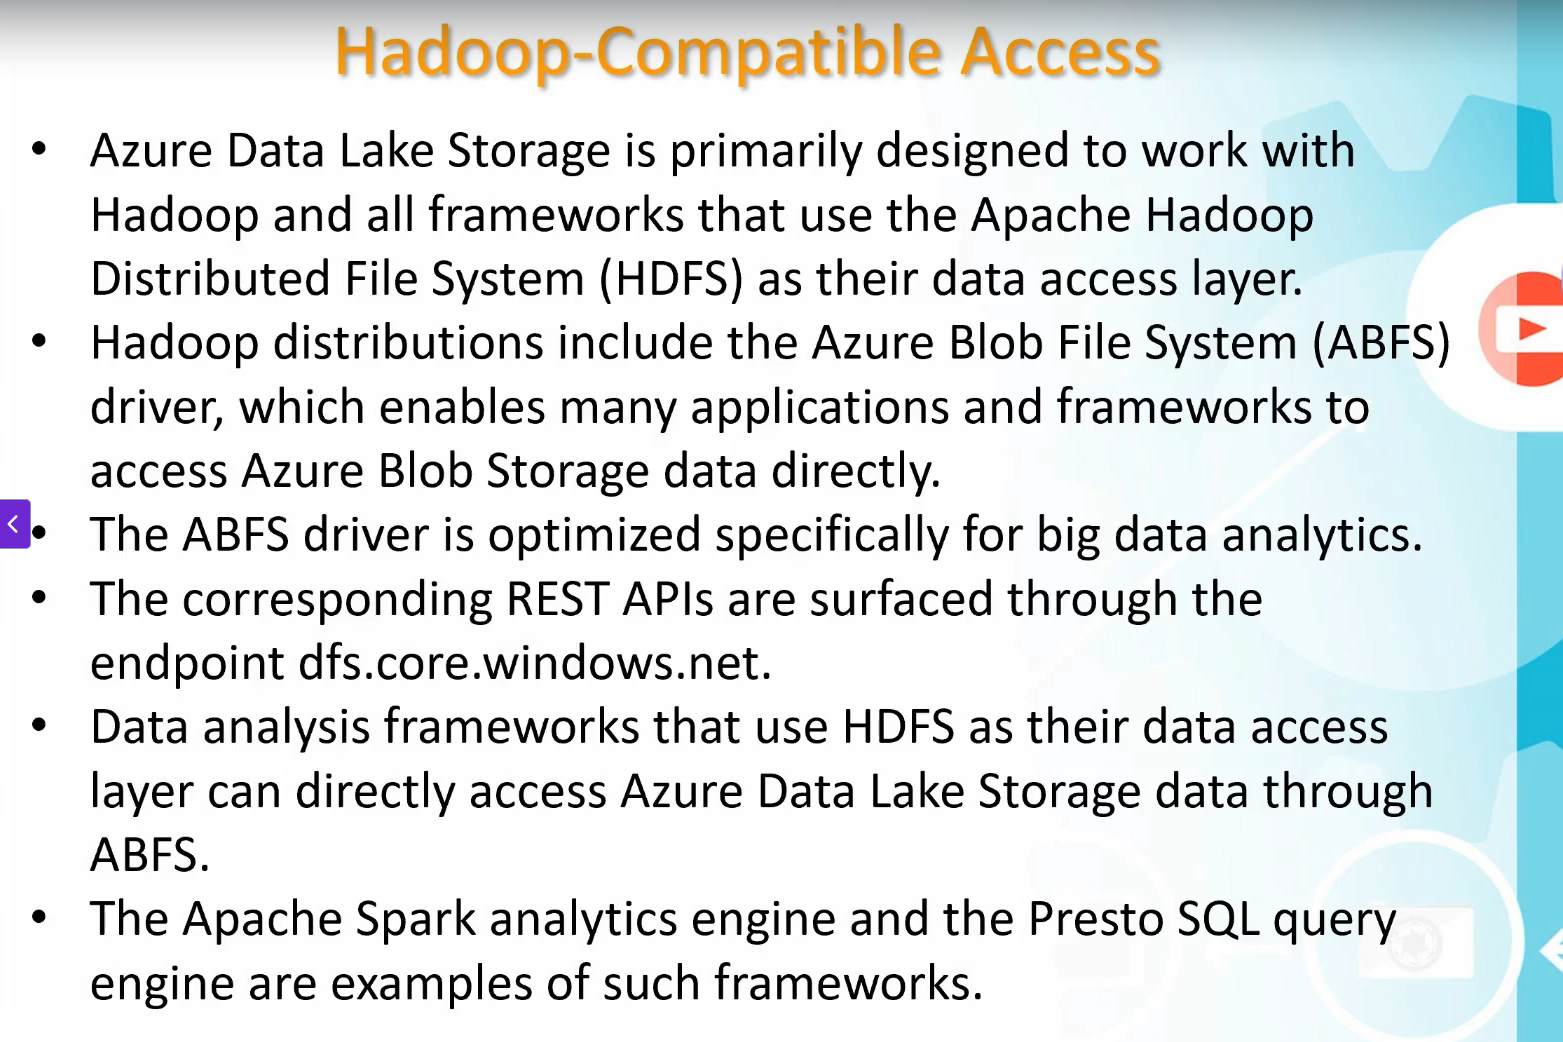 Hadoop-Compatible Access
• Azure Data Lake Storage is primarily designed to work with
Hadoop and all frameworks that use the Apache Hadoop
Distributed File System (HDFS) as their data access layer.
• Hadoop distributions include the Azure Blob File System (ABFS)
driver, which enables many applications and frameworks to
access Azure Blob Storage data directly.
• The ABFS driver is optimized specifically for big data analytics.
• The corresponding REST APIs are surfaced through the
endpoint dfs.core.windows.net.
• Data analysis frameworks that use HDFS as their data access
layer can directly access Azure Data Lake Storage data through
ABFS.
• The Apache Spark analytics engine and the Presto SQL query
engine are examples of such frameworks.